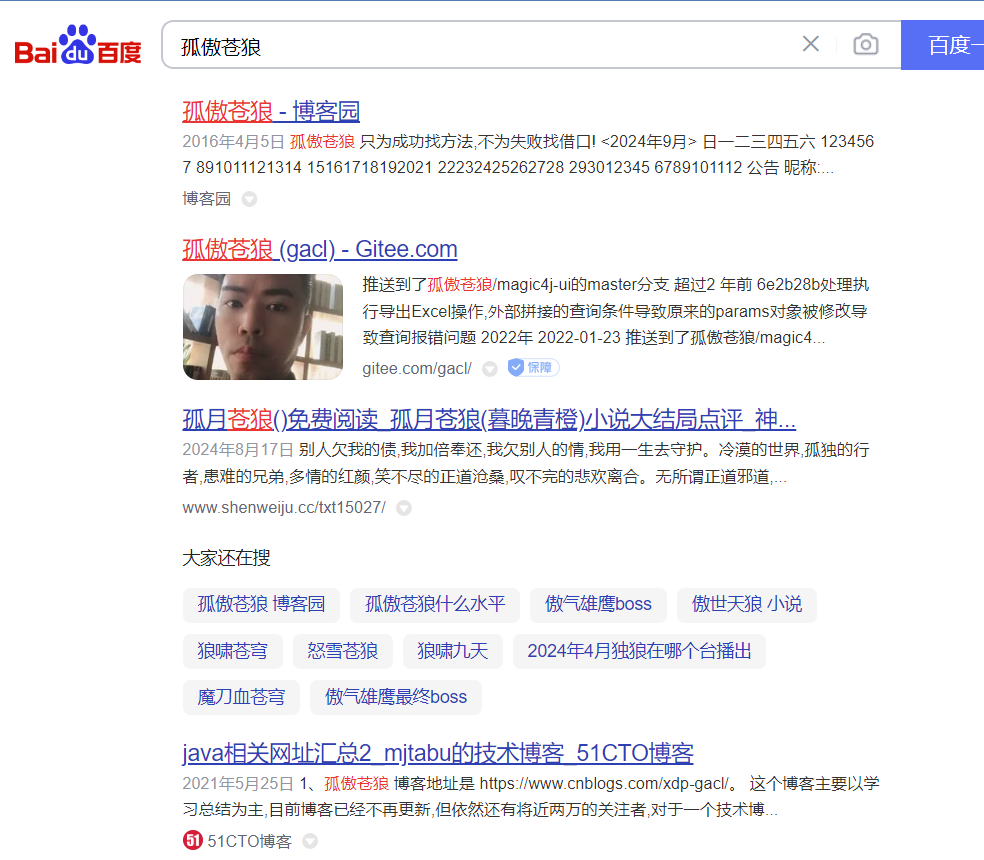 Bai du 百度
孤傲苍狼
百度一
孤傲苍狼 - 博客园
2016年4月5日 孤傲苍狼 只为成功找方法,不为失败找借口! <2024年9月> 日一二三四五六 123456
7 891011121314 15161718192021 22232425262728 293012345 6789101112 公告 昵称:...
博客园
孤傲苍狼 (gacl) - Gitee.com
推送到了孤傲苍狼/magic4j-ui的master分支 超过2 年前 6e2b28b处理执
行导出Excel操作,外部拼接的查询条件导致原来的params对象被修改导
致查询报错问题 2022年 2022-01-23 推送到了孤傲苍狼/magic4...
gitee.com/gacl/
保障
孤月苍狼()免费阅读_孤月苍狼(暮晚青橙)小说大结局点评_神...
2024年8月17日 别人欠我的债,我加倍奉还,我欠别人的情,我用一生去守护。冷漠的世界,孤独的行
者,患难的兄弟,多情的红颜,笑不尽的正道沧桑,叹不完的悲欢离合。无所谓正道邪道,...
www.shenweiju.cc/txt15027/
大家还在搜
孤傲苍狼 博客园 孤傲苍狼什么水平 傲气雄鹰boss 傲世天狼 小说
狼啸苍穹 怒雪苍狼 狼啸九天 2024年4月独狼在哪个台播出
魔刀血苍穹 傲气雄鹰最终boss
java相关网址汇总2_mjtabu的技术博客_51CTO博客
2021年5月25日 1、孤傲苍狼 博客地址是 https://www.cnblogs.com/xdp-gacl/。 这个博客主要以学
习总结为主,目前博客已经不再更新,但依然还有将近两万的关注者,对于一个技术博...
51 51CTO博客